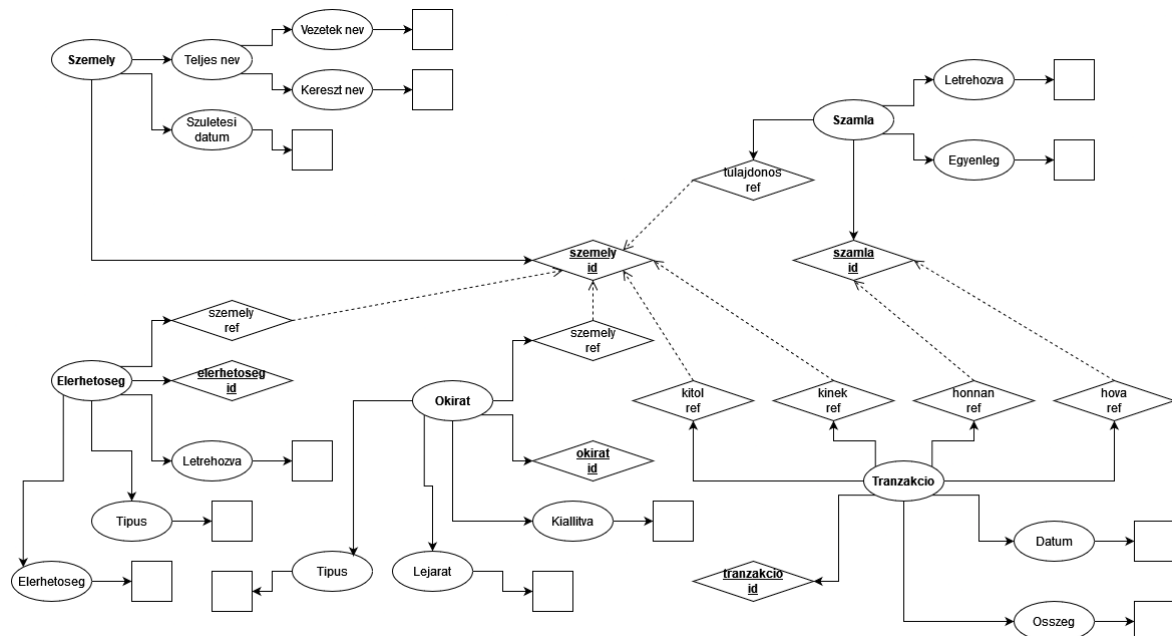 Vezetek nev
Szemely
Teljes nev
Kereszt nev
Letrehozva
Szuletesi
datum
Szamla
Egyenleg
tulajdonos
ref
szemely
id
szamla
id
szemely
ref
szemely
ref
elerhetoseg
id
Elerhetoseg
Okirat
kitol
ref
kinek
ref
honnan
ref
hova
ref
Letrehozva
okirat
id
Tranzakcio
Tipus
Kiallitva
Datum
Elerhetoseg
Tipus
Lejarat
tranzakcio
id
Osszeg